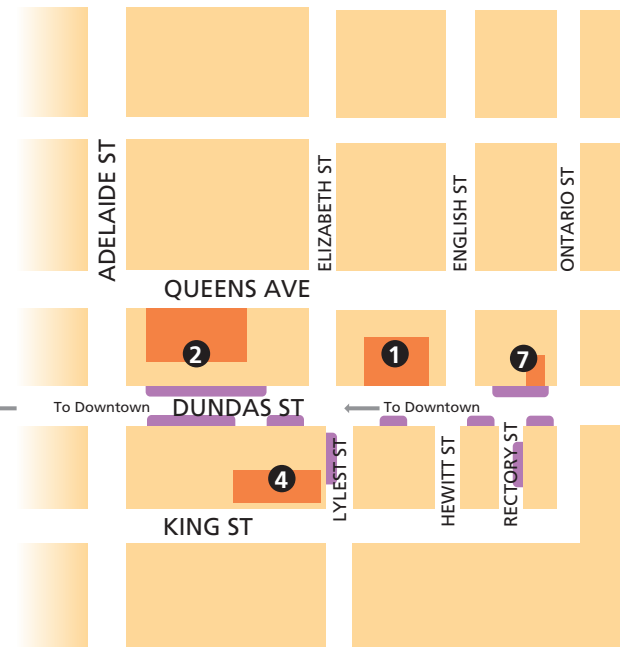 ADELAIDE ST
ELIZABETH ST
ENGLISH ST
ONTARIO ST
QUEENS AVE
2
1
7
To Downtown
DUNDAS ST
To Downtown
4
LYLEST ST
HEWITT ST
RECTORY ST
KING ST